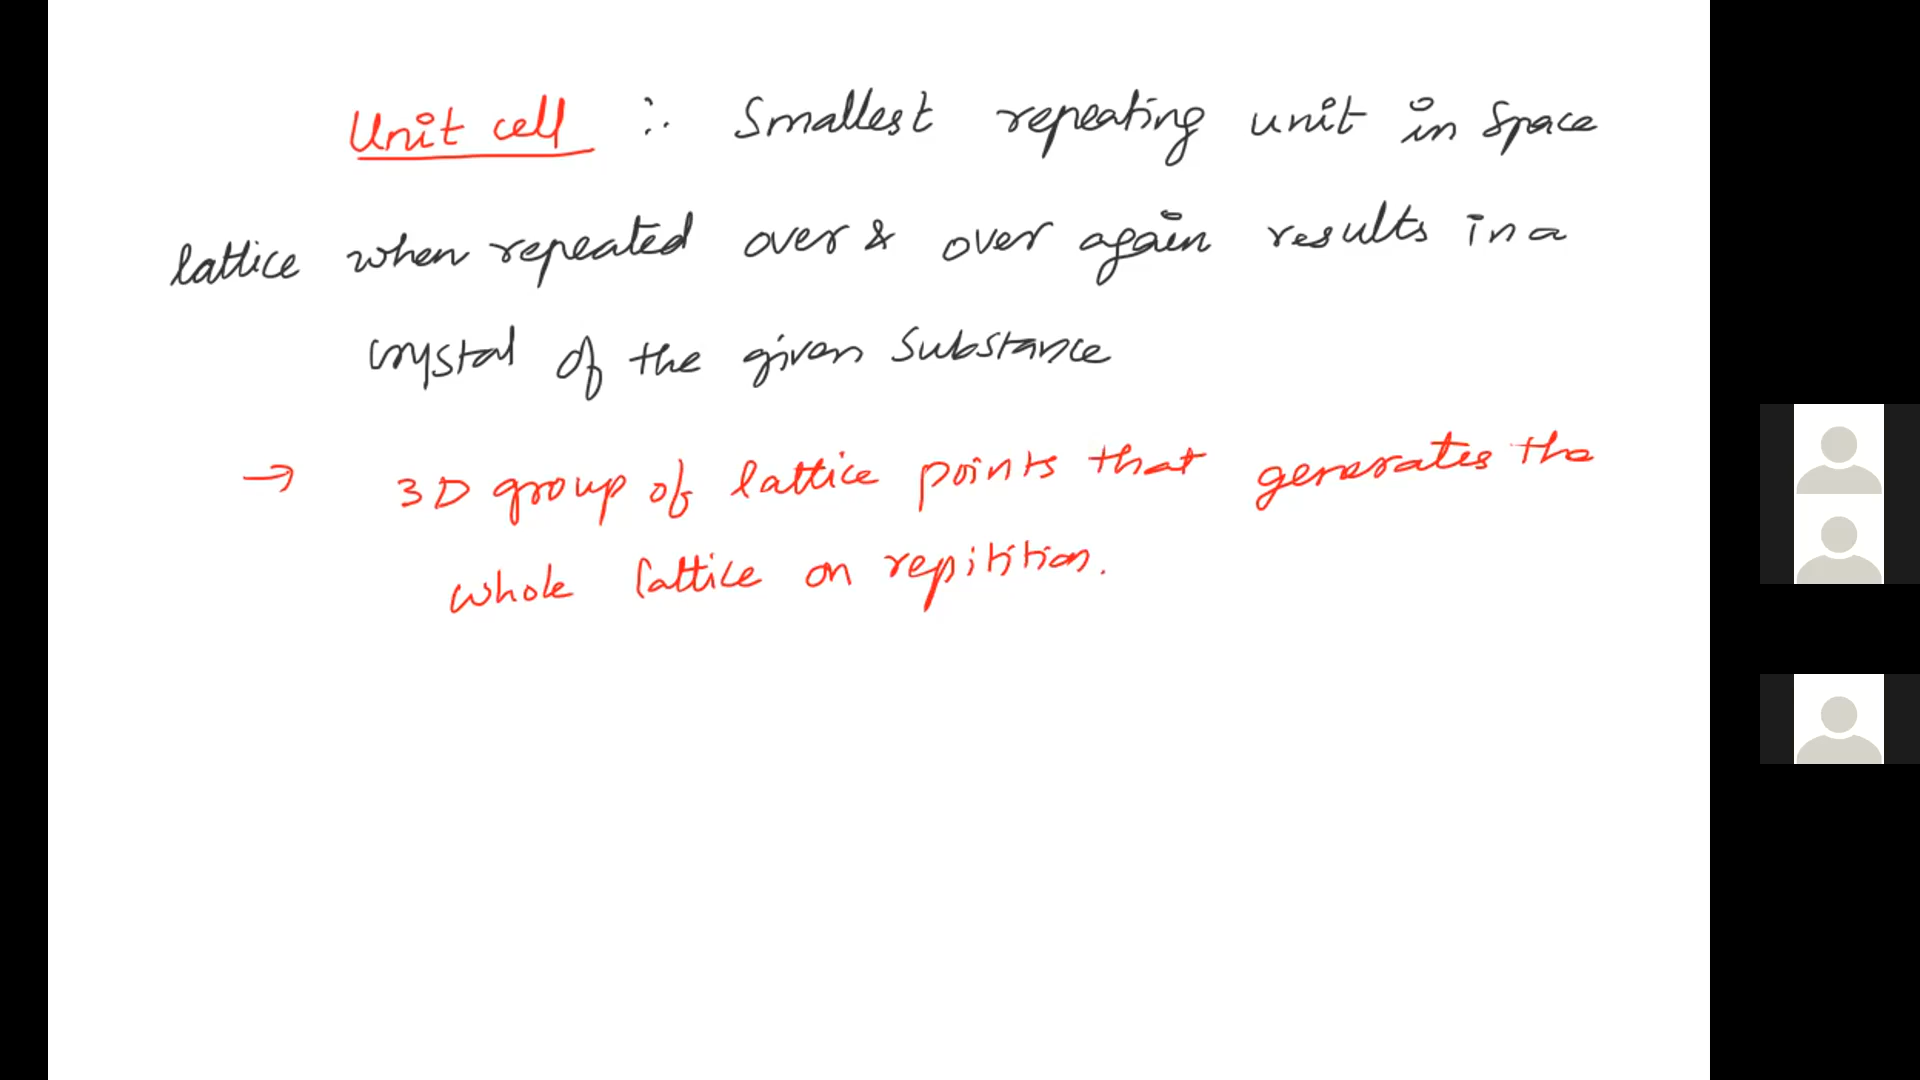 Unit cell :. Smallest repeating unit in space
lattice when repeated over & over again results in a
crystal of the given substance
→ 3D group of lattice points that generates the
whole lattice on repitition.